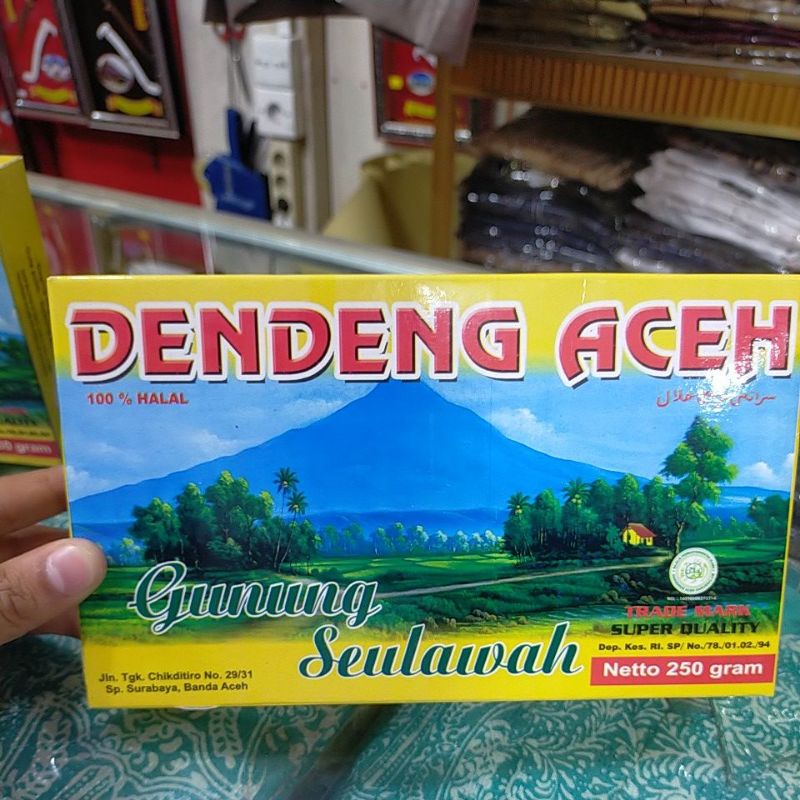 DENDENG ACEH
100 % HALAL
Gunung
Seulawah
TRADE MARK
SUPER QUALITY
Dep. Kes. RI. SP/ No./78./01.02./94
Netto 250 gram
Jln. Tgk. Chikditiro No. 29/31
Sp. Surabaya, Banda Aceh
gram